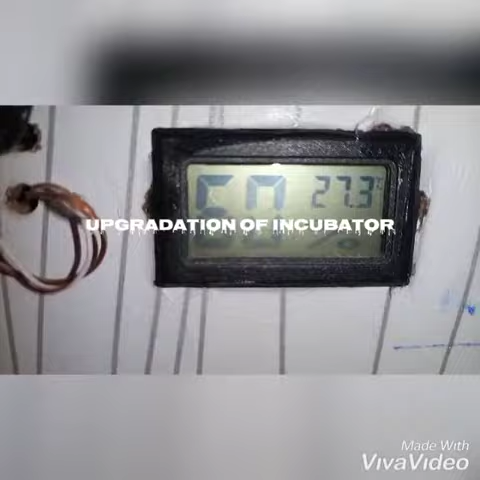 27.3°C
UPGRADATION OF INCUBATOR
%
Made With
VivaVideo